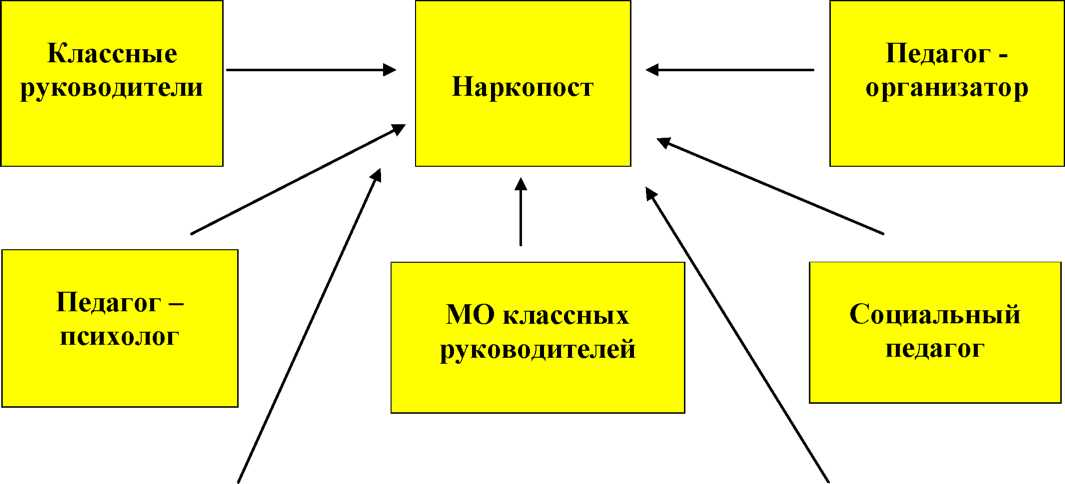 Классные
руководители
Наркопост
Педагог -
организатор
Педагог –
психолог
МО классных
руководителей
Социальный
педагог